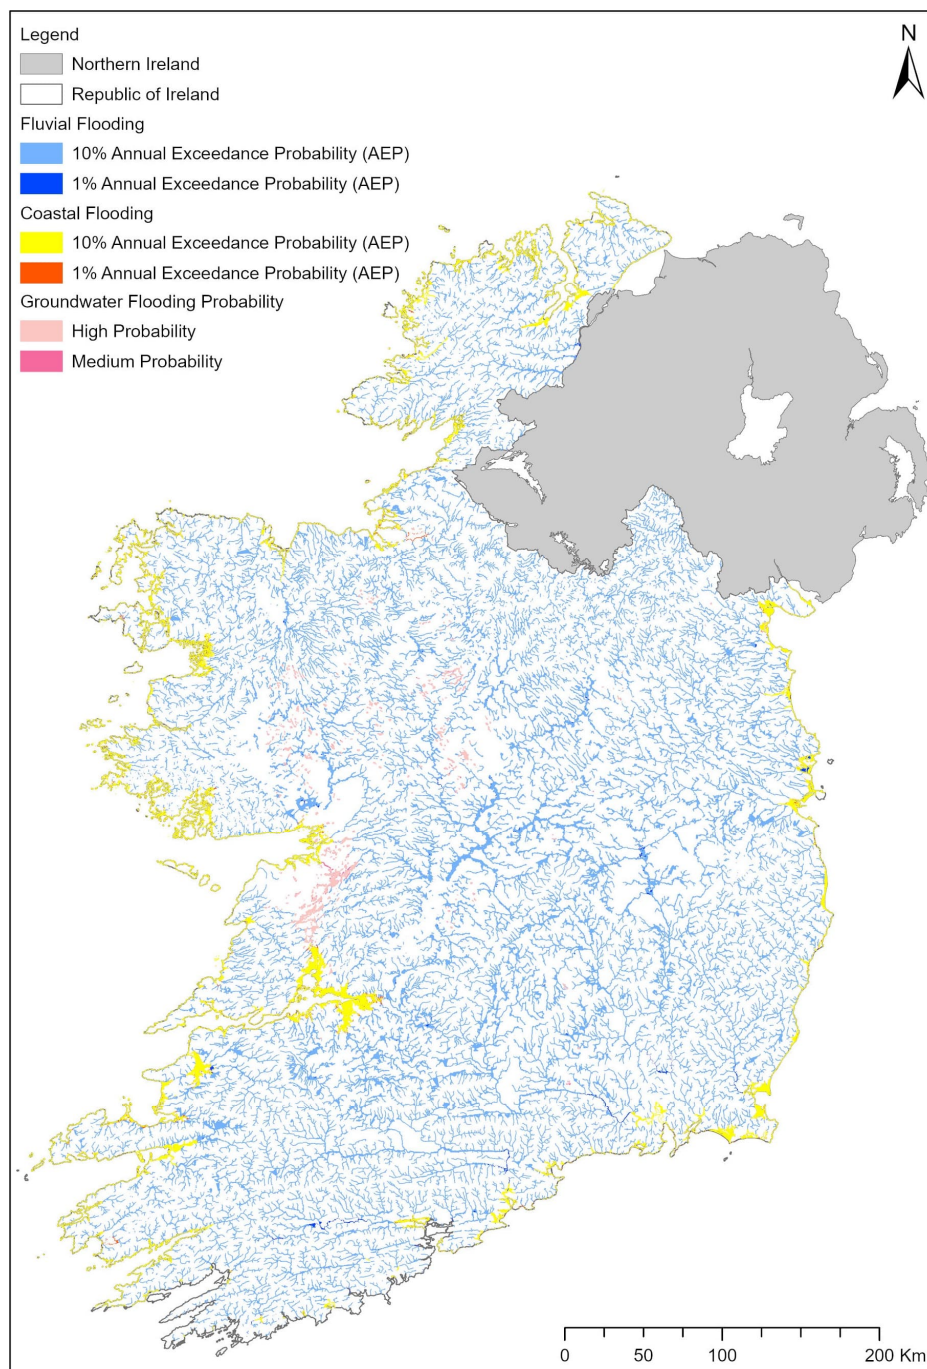 Legend
Northern Ireland
Republic of Ireland
Fluvial Flooding
10% Annual Exceedance Probability (AEP)
1% Annual Exceedance Probability (AEP)
Coastal Flooding
10% Annual Exceedance Probability (AEP)
1% Annual Exceedance Probability (AEP)
Groundwater Flooding Probability
High Probability
Medium Probability
N
0 50 100 200 Km